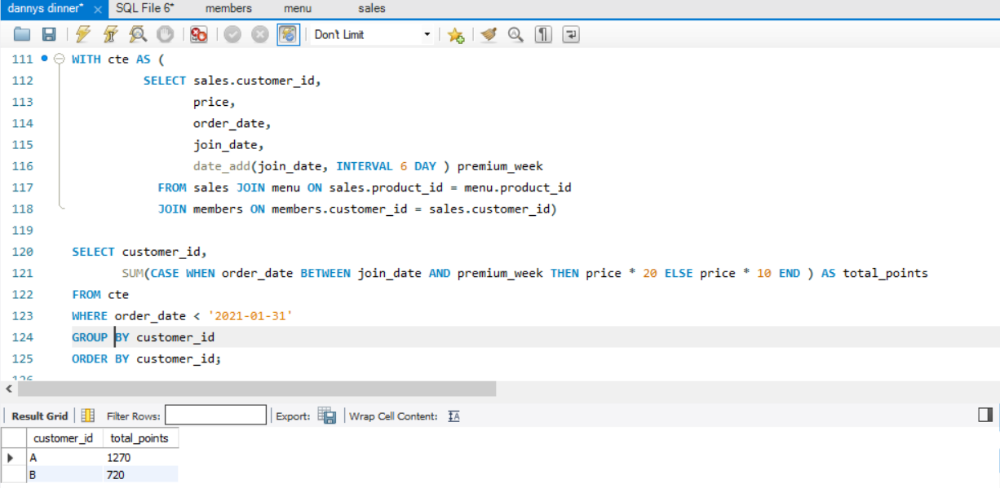 dannys dinner* × SQL File 6* members menu sales
Don't Limit
111 WITH cte AS (
112 SELECT sales.customer_id,
113 price,
114 order_date,
115 join_date,
116 date_add(join_date, INTERVAL 6 DAY ) premium_week
117 FROM sales JOIN menu ON sales.product_id = menu.product_id
118 JOIN members ON members.customer_id = sales.customer_id)
119
120 SELECT customer_id,
121 SUM(CASE WHEN order_date BETWEEN join_date AND premium_week THEN price * 20 ELSE price * 10 END ) AS total_points
122 FROM cte
123 WHERE order_date < '2021-01-31'
124 GROUP BY customer_id
125 ORDER BY customer_id;
126
Result Grid Filter Rows: Export: Wrap Cell Content: IA
customer_id total_points
A 1270
B 720